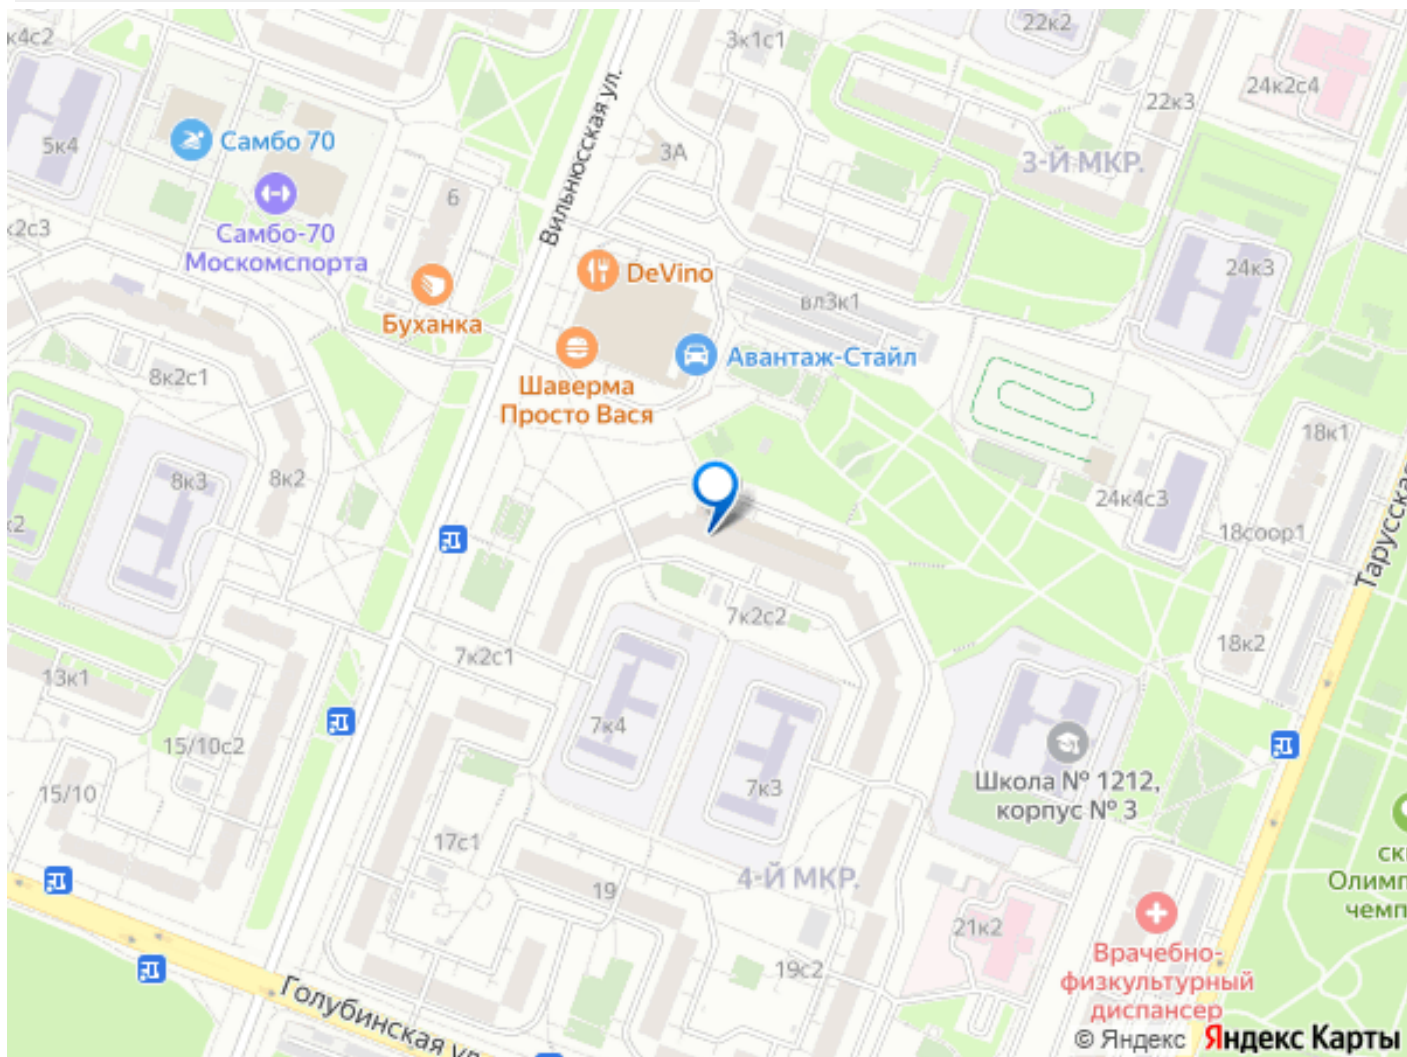 к4с2
22к2
3к1с1
24к2с4
22к3
Вильнюсская ул.
5к4
Самбо 70
3А
3-Й МКР.
6
к2с3
Самбо-70
Москомспорта
DeVino
24к3
вл3к1
Буханка
Авантаж-Стайл
8к2с1
Шаверма
Просто Вася
18к1
8к3
8к2
24к4с3
к2
18соор1
Тарусская
7к2с2
18к2
7к2с1
13к1
7к4
15/10с2
Школа № 1212,
корпус № 3
7к3
15/10
17с1
4-Й МКР.
19
ск
Олимп
чемп
21к2
Врачебно-
физкультурный
диспансер
19с2
Голубинская ул
© Яндекс Яндекс Карты